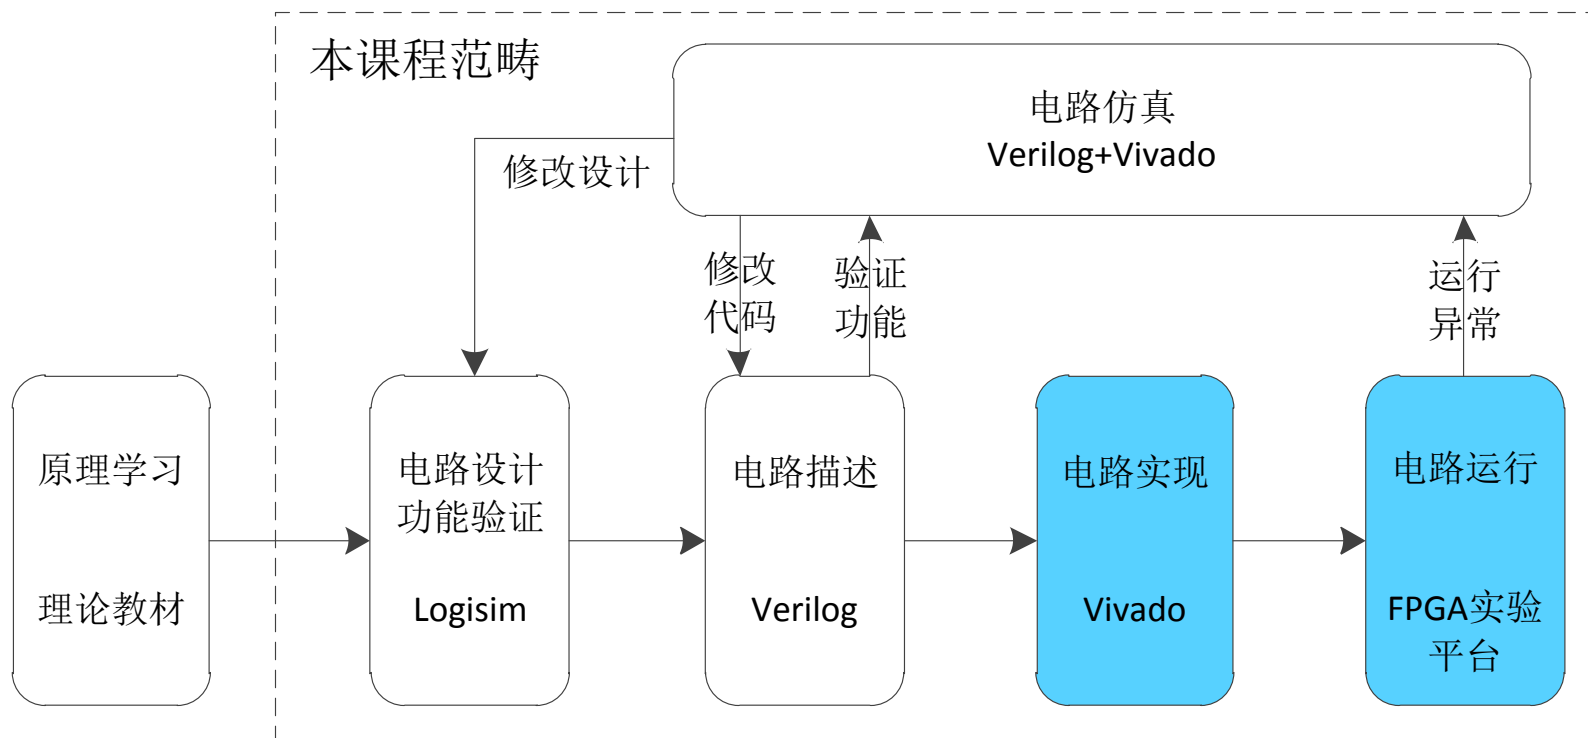 本课程范畴
电路仿真
Verilog+Vivado
修改设计
修改
代码
验证
功能
运行
异常
原理学习
理论教材
电路设计
功能验证
Logisim
电路描述
Verilog
电路实现
Vivado
电路运行
FPGA实验
平台